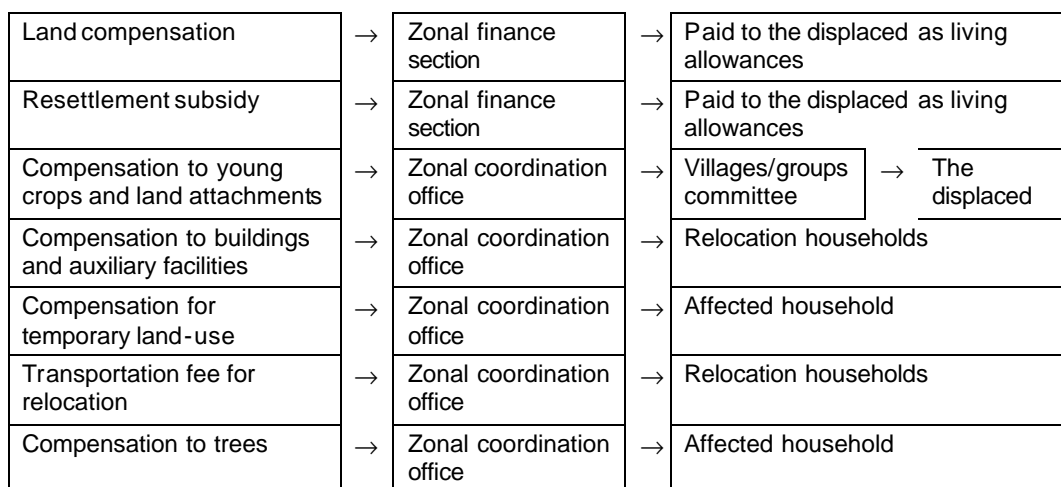 Land compensation → Zonal finance section → Paid to the displaced as living allowances
Resettlement subsidy → Zonal finance section → Paid to the displaced as living allowances
Compensation to young crops and land attachments → Zonal coordination office → Villages/groups committee → The displaced
Compensation to buildings and auxiliary facilities → Zonal coordination office → Relocation households
Compensation for temporary land-use → Zonal coordination office → Affected household
Transportation fee for relocation → Zonal coordination office → Relocation households
Compensation to trees → Zonal coordination office → Affected household